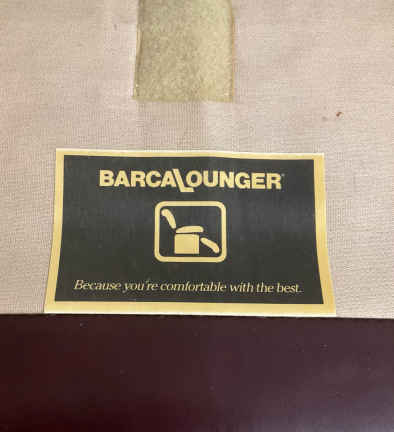 BARCALOUNGER®
Because you're comfortable with the best.